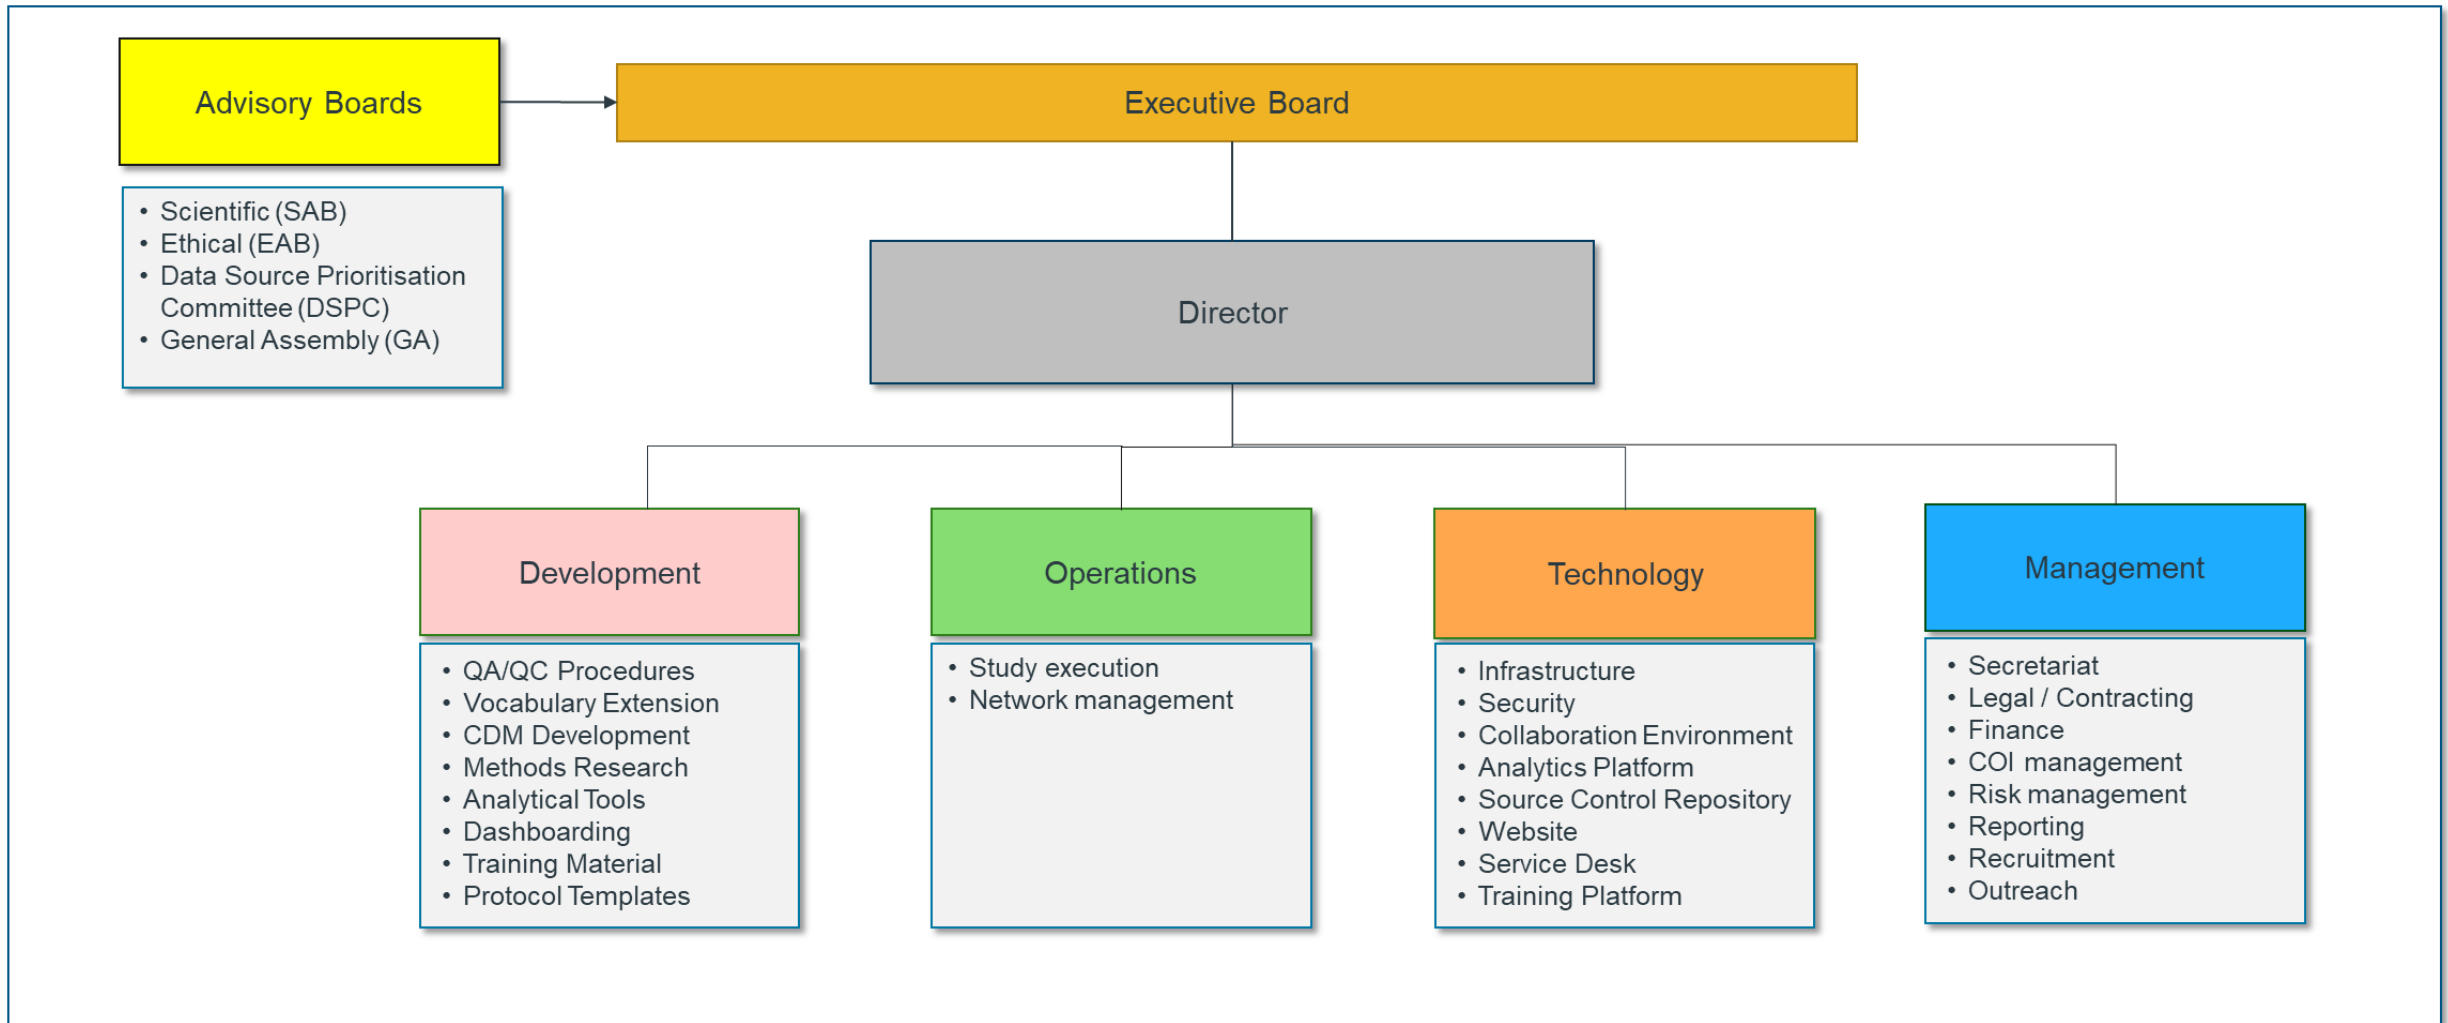 Advisory Boards
Executive Board
• Scientific (SAB)
• Ethical (EAB)
• Data Source Prioritisation
Committee (DSPC)
• General Assembly (GA)
Director
Development
• QA/QC Procedures
• Vocabulary Extension
• CDM Development
• Methods Research
• Analytical Tools
• Dashboarding
• Training Material
• Protocol Templates
Operations
• Study execution
• Network management
Technology
• Infrastructure
• Security
• Collaboration Environment
• Analytics Platform
• Source Control Repository
• Website
• Service Desk
• Training Platform
Management
• Secretariat
• Legal / Contracting
• Finance
• COI management
• Risk management
• Reporting
• Recruitment
• Outreach